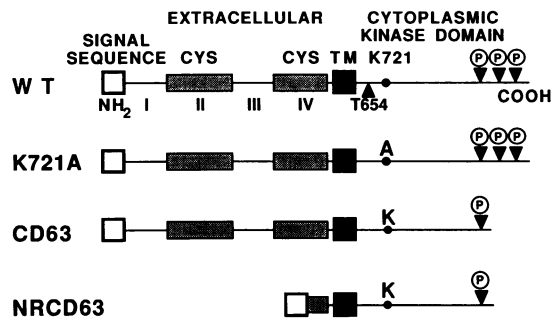 EXTRACELLULAR CYTOPLASMIC
SIGNAL KINASE DOMAIN
SEQUENCE CYS CYS TM K721
P P P
WT
NH2 I II III IV T654 COOH
K721A A P P P
CD63 K P
NRCD63 K P